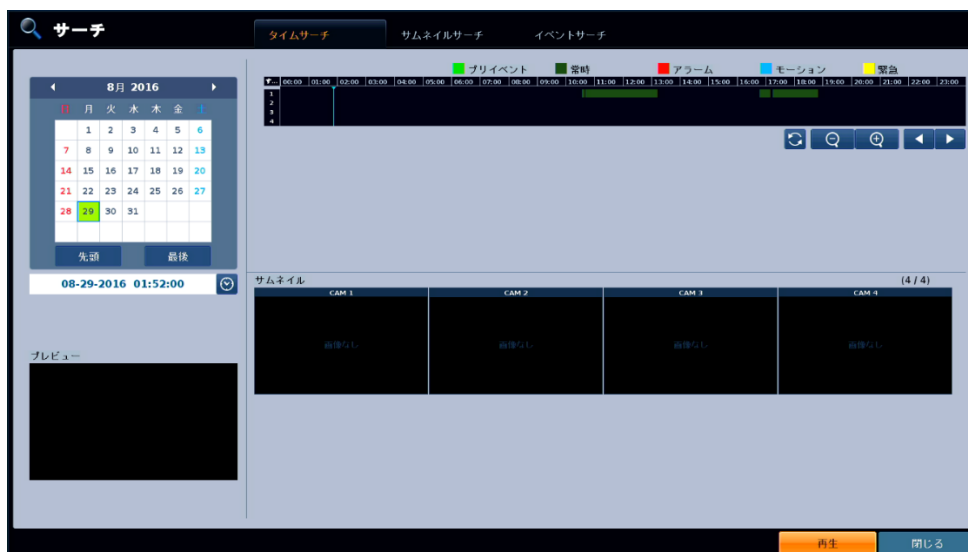 サーチ
タイムサーチ サムネイルサーチ イベントサーチ
プリイベント 常時 アラーム モーション 緊急
8月 2016
日 月 火 水 木 金 土
1 2 3 4 5 6
7 8 9 10 11 12 13
14 15 16 17 18 19 20
21 22 23 24 25 26 27
28 29 30 31
先頭 最後
08-29-2016 01:52:00
プレビュー
00:00 01:00 02:00 03:00 04:00 05:00 06:00 07:00 08:00 09:00 10:00 11:00 12:00 13:00 14:00 15:00 16:00 17:00 18:00 19:00 20:00 21:00 22:00 23:00
1
2
3
4
サムネイル (4 / 4)
CAM 1 CAM 2 CAM 3 CAM 4
画像なし 画像なし 画像なし 画像なし
再生 閉じる